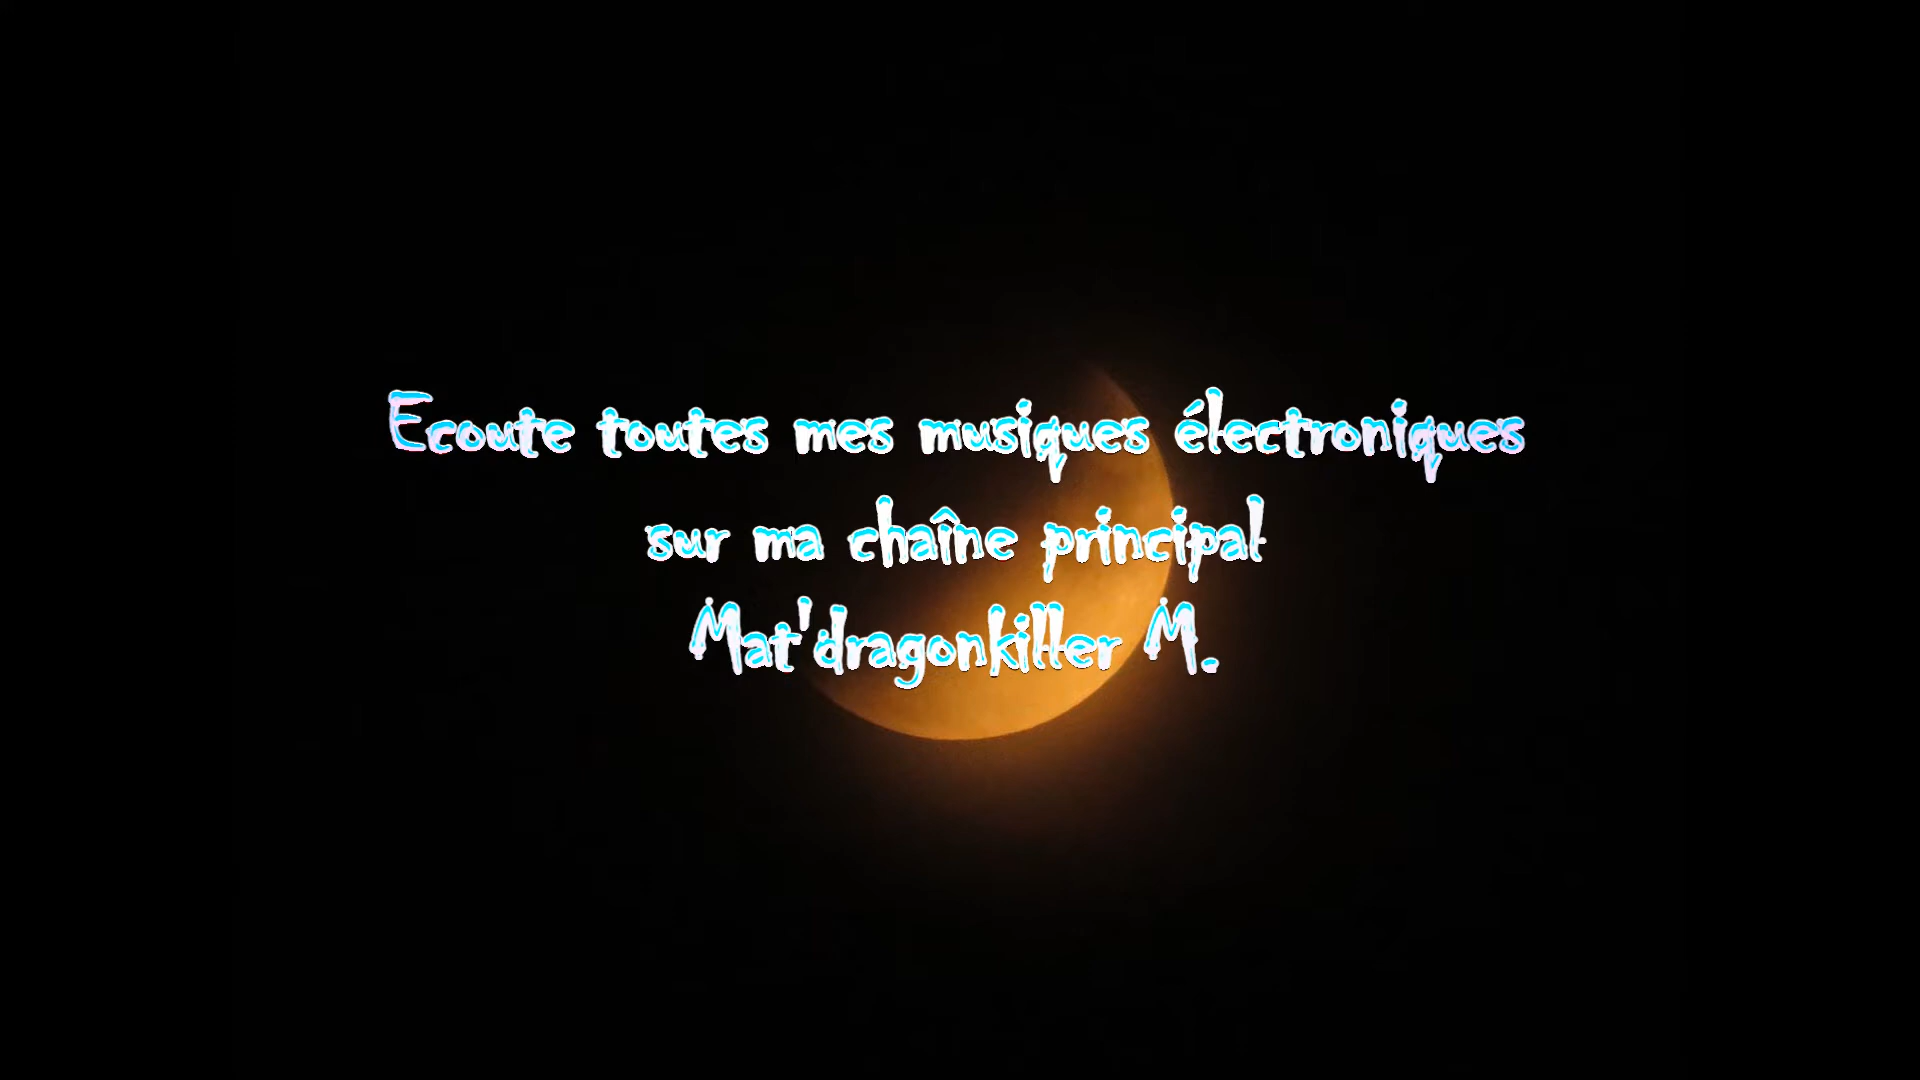 Ecoute toutes mes musiques électroniques
sur ma chaîne principal
Mat'dragonkiller M.